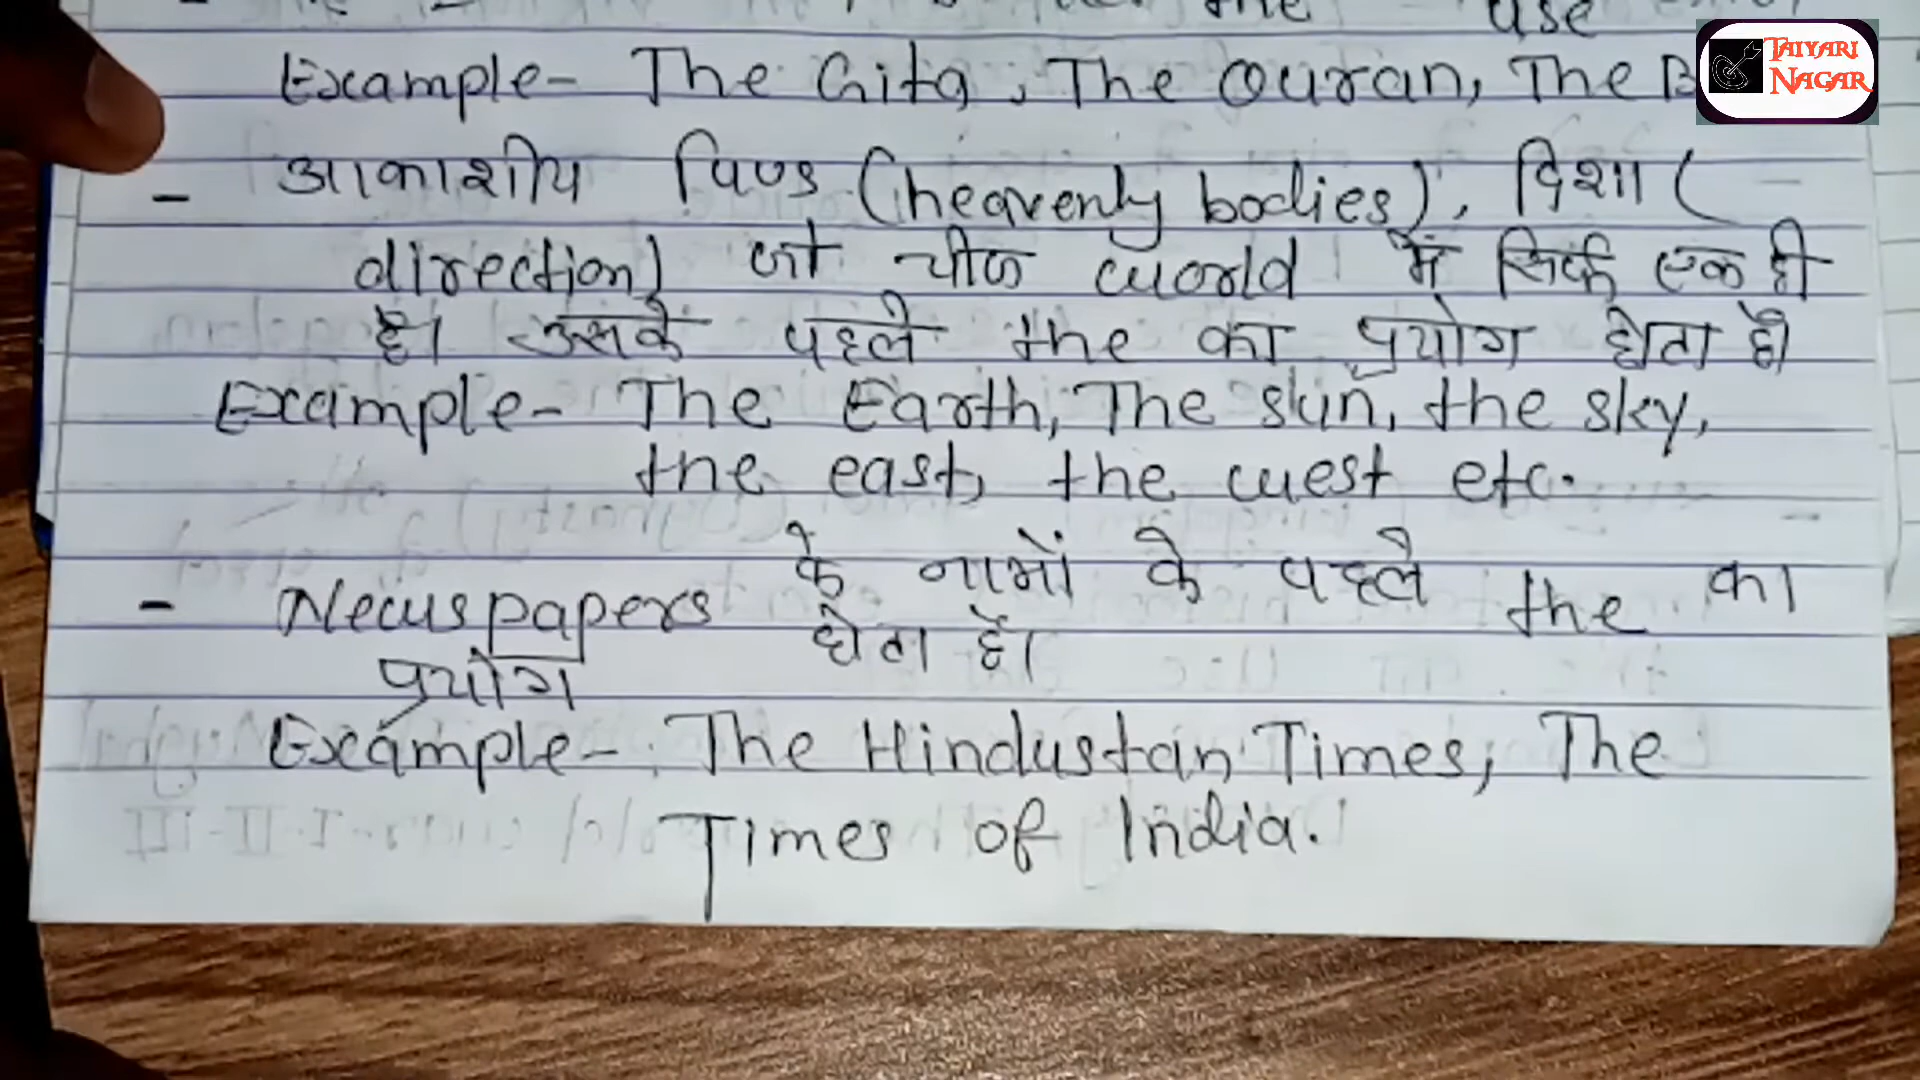 the use
Example- The Gita, The Quran, The B
TAIYARI
NAGAR
- आकाशीय पिण्ड (heavenly bodies), दिशा (
direction) जो चीज world में सिर्फ एक ही
है। उसके पहले the का प्रयोग होता है
Example- The Earth, The sun, the sky,
the east, the west etc.
- Newspapers के नामों के पहले the का
प्रयोग होता है।
Example- The Hindustan Times, The
Times of India.